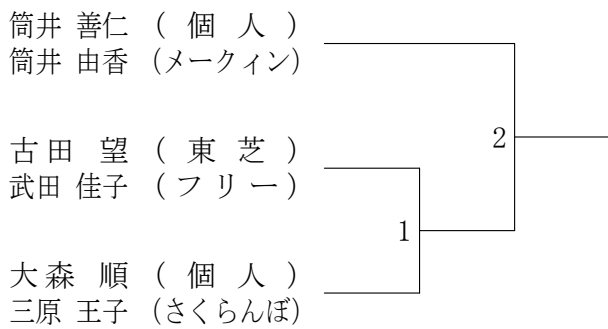 筒井 善仁 ( 個 人 )
筒井 由香 (メークィン)
古田 望 ( 東 芝 )
武田 佳子 (フリー)
大森 順 ( 個 人 )
三原 王子 (さくらんぼ)
2
1